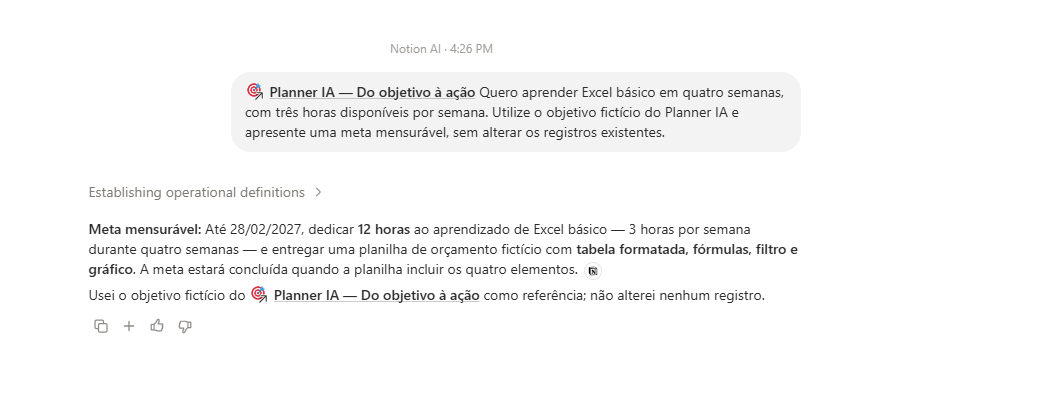 Notion AI · 4:26 PM
Planner IA — Do objetivo à ação Quero aprender Excel básico em quatro semanas,
com três horas disponíveis por semana. Utilize o objetivo fictício do Planner IA e
apresente uma meta mensurável, sem alterar os registros existentes.
Establishing operational definitions
Meta mensurável: Até 28/02/2027, dedicar 12 horas ao aprendizado de Excel básico — 3 horas por semana
durante quatro semanas — e entregar uma planilha de orçamento fictício com tabela formatada, fórmulas, filtro e
gráfico. A meta estará concluída quando a planilha incluir os quatro elementos.
Usei o objetivo fictício do Planner IA — Do objetivo à ação como referência; não alterei nenhum registro.